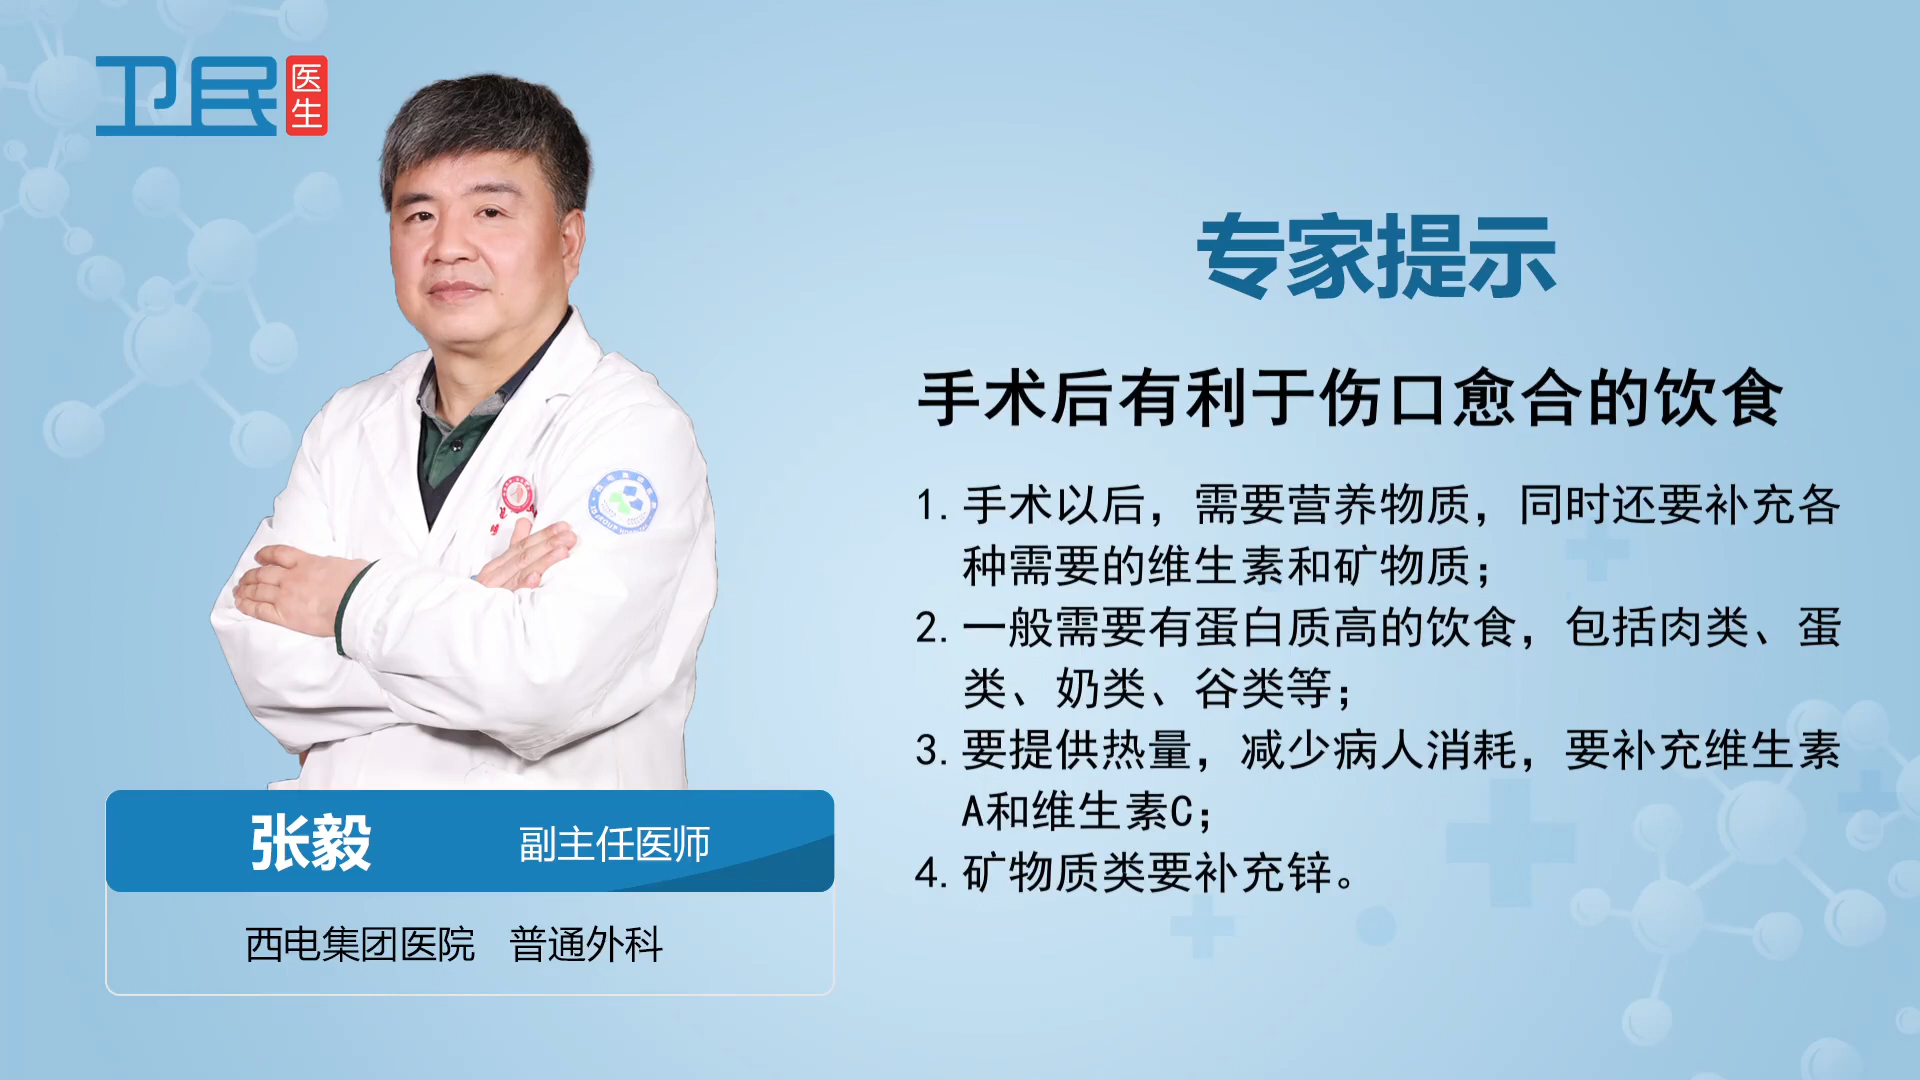 卫民
医生
专家提示
手术后有利于伤口愈合的饮食
1. 手术以后，需要营养物质，同时还要补充各
种需要的维生素和矿物质；
2. 一般需要有蛋白质高的饮食，包括肉类、蛋
类、奶类、谷类等；
3. 要提供热量，减少病人消耗，要补充维生素
A和维生素C；
4. 矿物质类要补充锌。
张毅 副主任医师
西电集团医院 普通外科